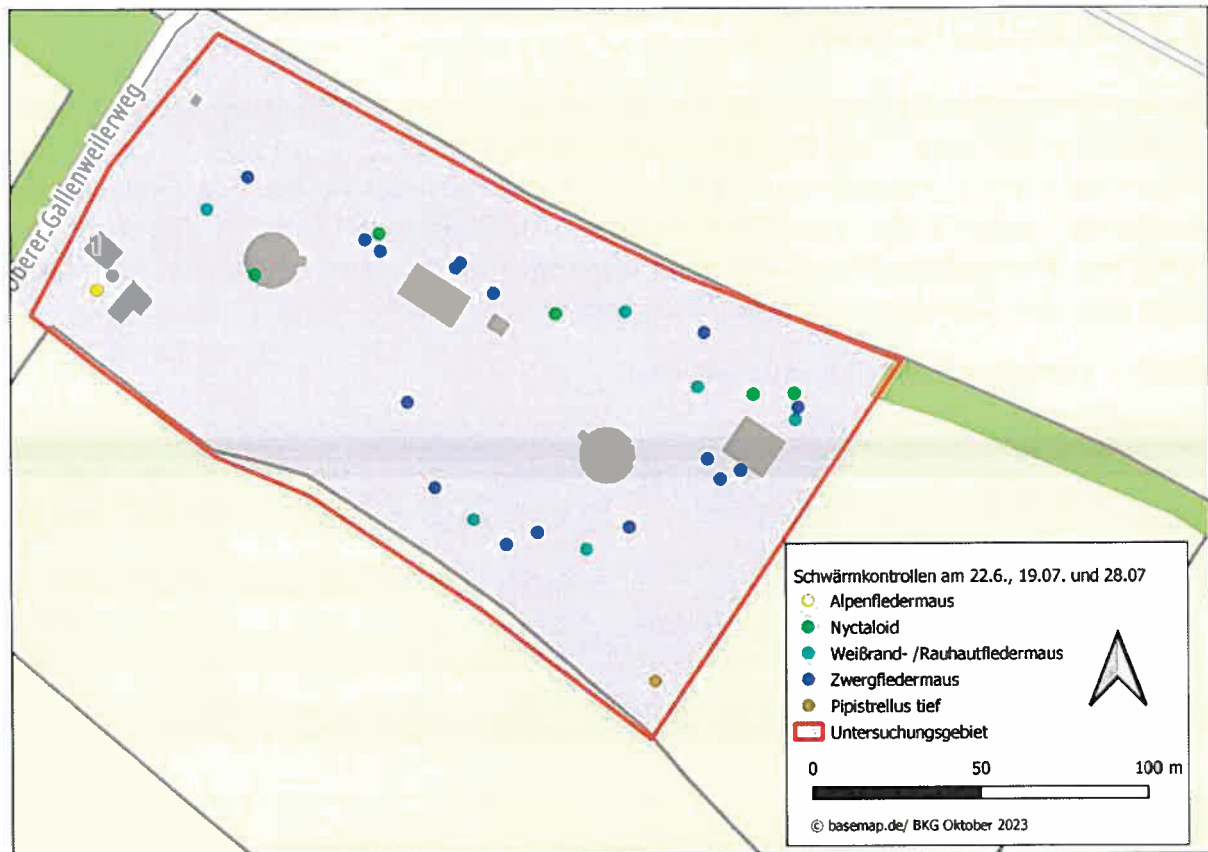 Oberer-Gallenweilerweg
1
Schwärmkontrollen am 22.6., 19.07. und 28.07
Alpenfledermaus
Nyctaloid
Weißrand- /Rauhautfledermaus
Zwergfledermaus
Pipistrellus tief
Untersuchungsgebiet
0 50 100 m
© basemap.de/ BKG Oktober 2023